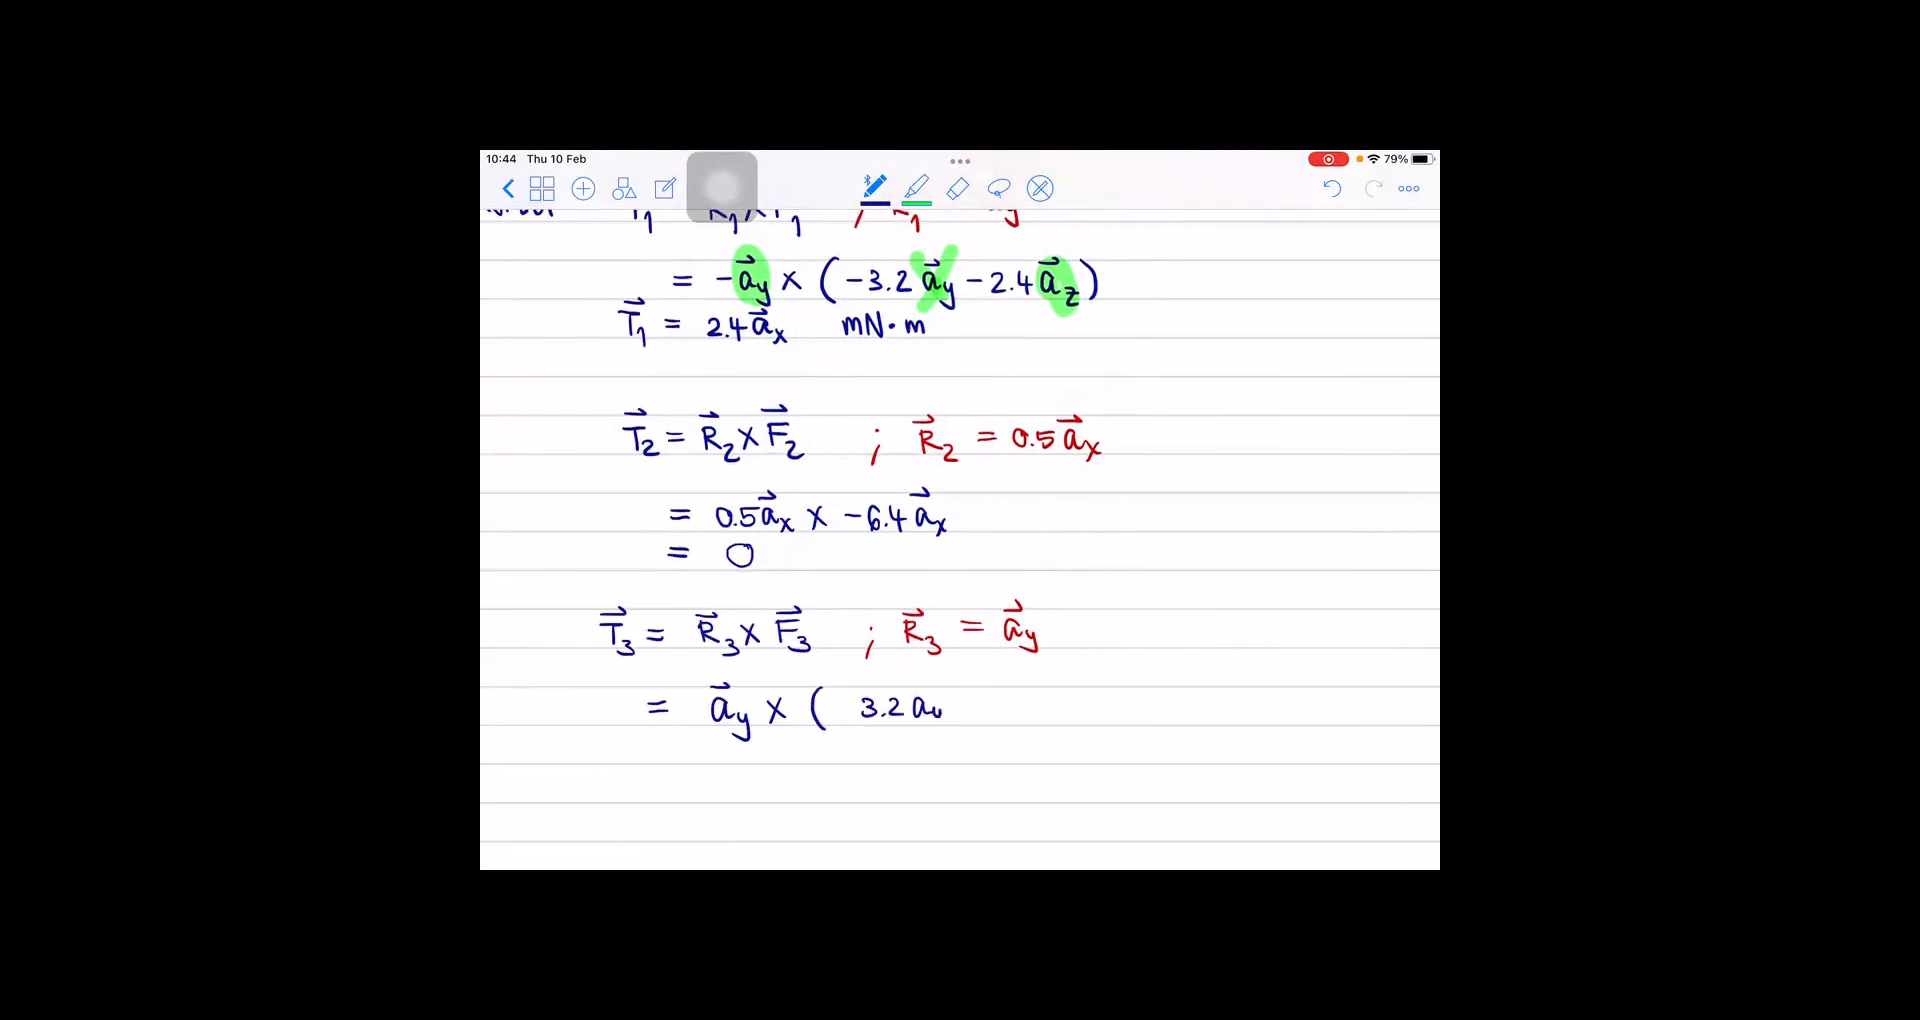 10:44 Thu 10 Feb 79%
= -a⃗y × (-3.2 a⃗y - 2.4 a⃗z)
T⃗1 = 2.4 a⃗x mN·m
T⃗2 = R⃗2 × F⃗2 ; R⃗2 = 0.5 a⃗x
= 0.5 a⃗x × -6.4 a⃗x
= 0
T⃗3 = R⃗3 × F⃗3 ; R⃗3 = a⃗y
= a⃗y × ( 3.2 a